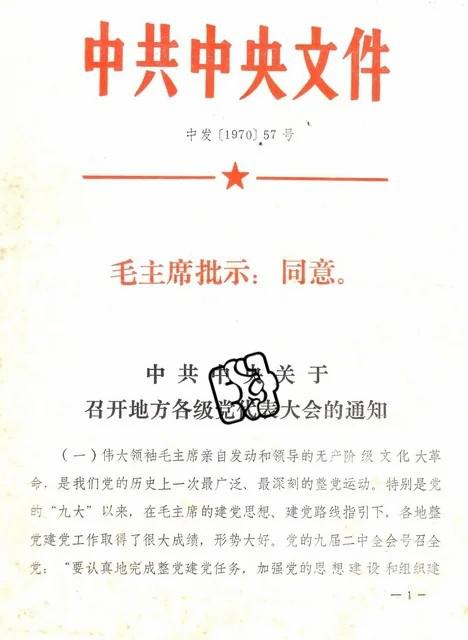 中共中央文件
中发〔1970〕57号
毛主席批示：同意。
中共中央关于
召开地方各级党代表大会的通知
（一）伟大领袖毛主席亲自发动和领导的无产阶级文化大革
命，是我们党的历史上一次最广泛、最深刻的整党运动。特别是党
的“九大”以来，在毛主席的建党思想、建党路线指引下，各地整
党建党工作取得了很大成绩，形势大好。党的九届二中全会号召全
党：“要认真地完成整党建党任务，加强党的思想建设和组织建
—1—